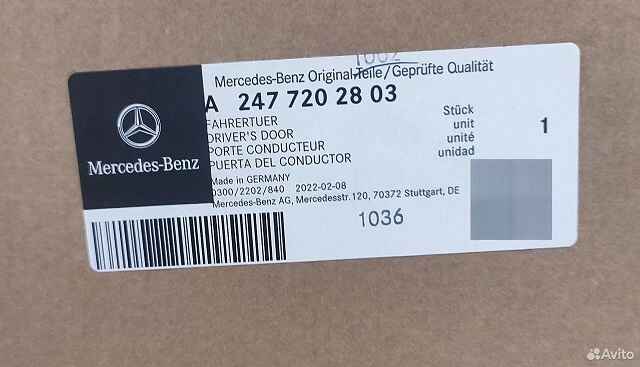 1002
Mercedes-Benz Original-Teile/Geprüfte Qualität
A 247 720 28 03
FAHRERTUER
DRIVER'S DOOR
PORTE CONDUCTEUR
PUERTA DEL CONDUCTOR
Stück
unit
unité
unidad
1
Mercedes-Benz
Made in GERMANY
0300/2202/840 2022-02-08
Mercedes-Benz AG, Mercedesstr.120, 70372 Stuttgart, DE
1036
Avito